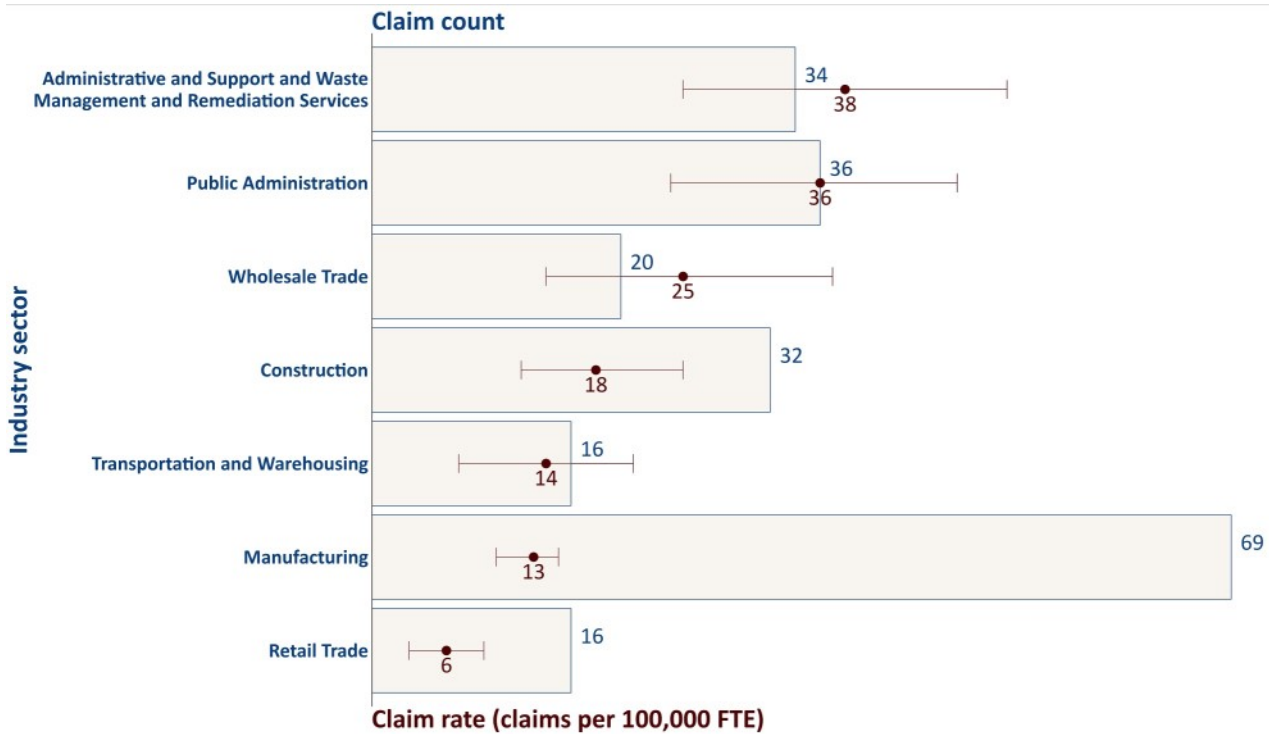 Claim count
Administrative and Support and Waste
Management and Remediation Services
34
38
Public Administration
36
36
Wholesale Trade
20
25
Industry sector
Construction
32
18
Transportation and Warehousing
16
14
Manufacturing
69
13
Retail Trade
16
6
Claim rate (claims per 100,000 FTE)